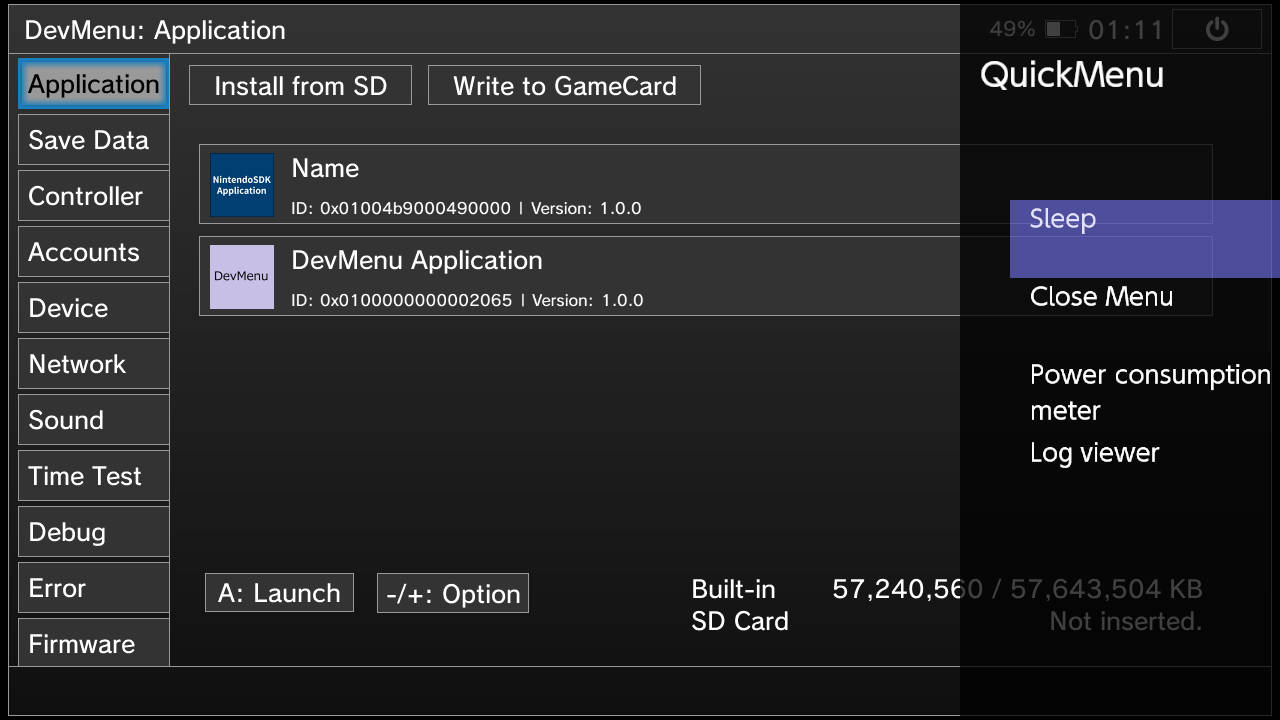 DevMenu: Application
49% 01:11
QuickMenu
Application
Install from SD
Write to GameCard
Save Data
Controller
Accounts
Device
Network
Sound
Time Test
Debug
Error
Firmware
NintendoSDK
Application
Name
ID: 0x01004b9000490000 | Version: 1.0.0
DevMenu
DevMenu Application
ID: 0x0100000000002065 | Version: 1.0.0
Sleep
Close Menu
Power consumption
meter
Log viewer
A: Launch
-/+: Option
Built-in 57,240,560 / 57,643,504 KB
SD Card Not inserted.